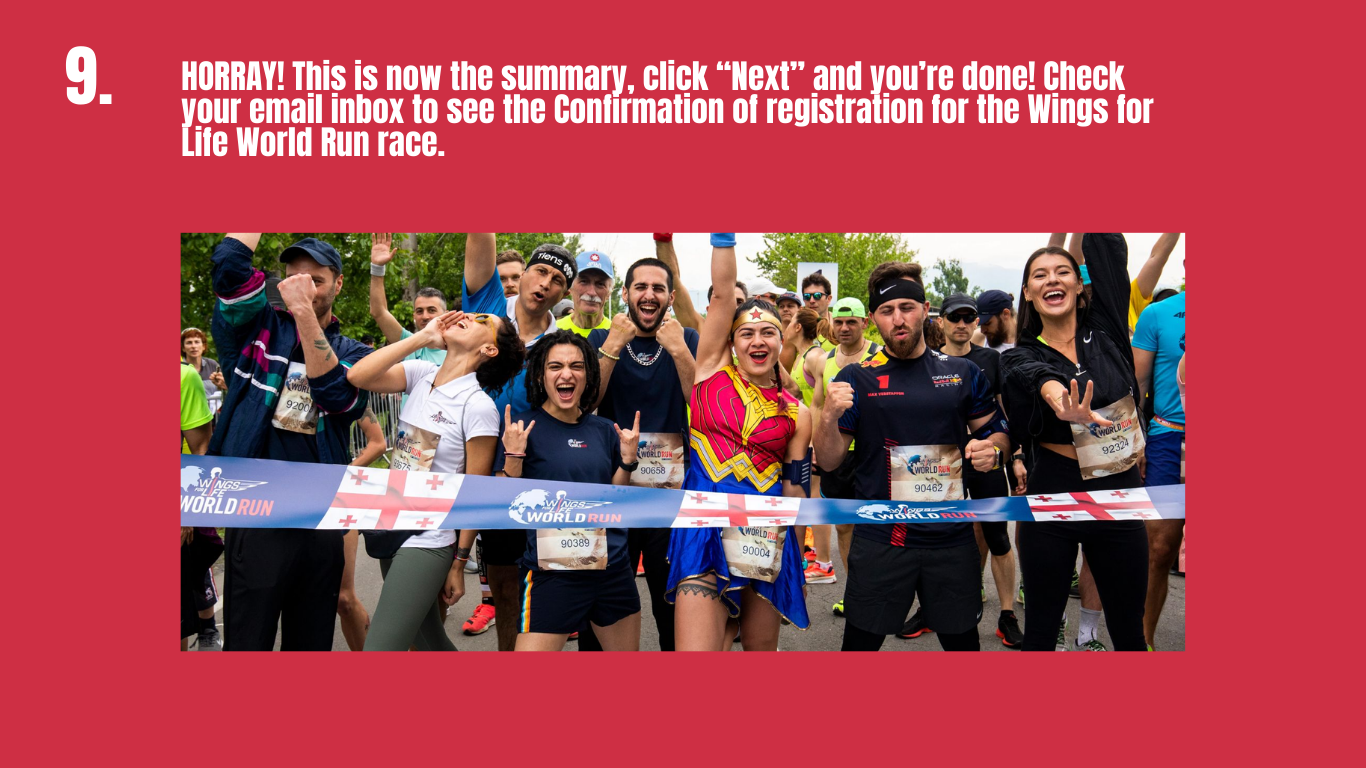 9.
HORRAY! This is now the summary, click “Next” and you’re done! Check
your email inbox to see the Confirmation of registration for the Wings for
Life World Run race.
90658
92324
90462
WINGS
FOR LIFE
WORLD RUN
WINGS
FOR LIFE
WORLD RUN
WINGS
FOR LIFE
WORLD RUN
90389
90004